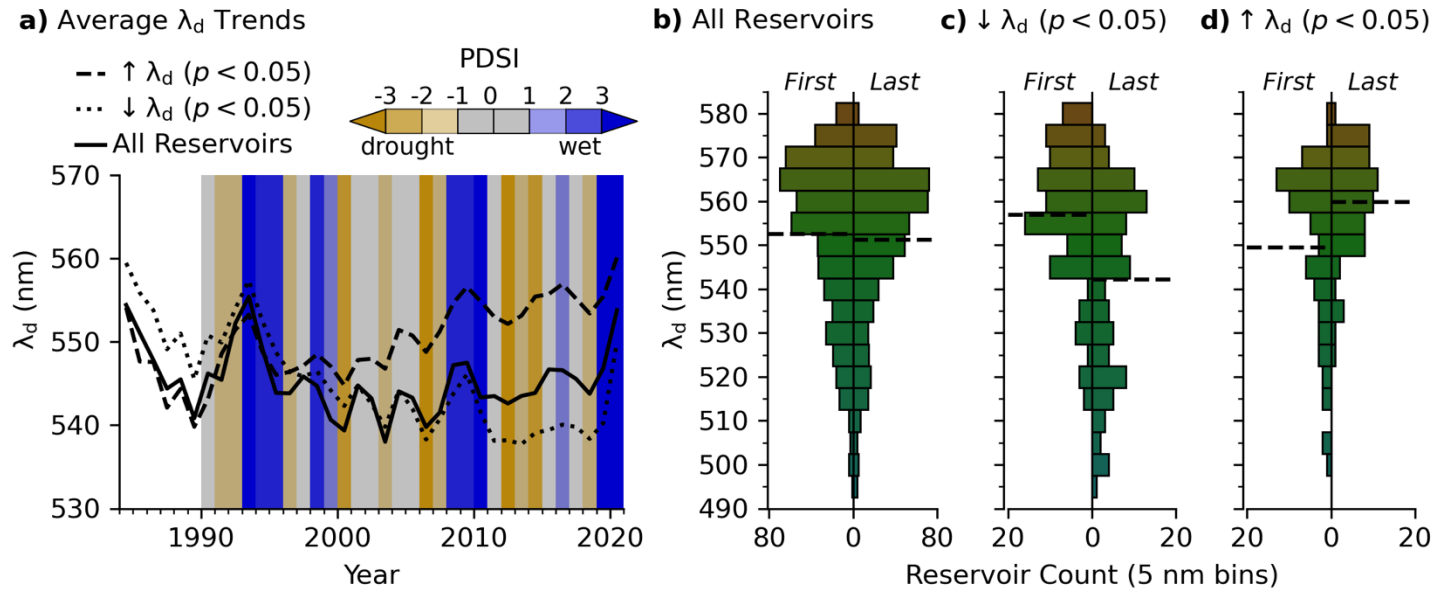 a) Average λd Trends
↑ λd (p < 0.05)
↓ λd (p < 0.05)
All Reservoirs
PDSI
-3 -2 -1 0 1 2 3
drought wet
570
560
550
540
530
λd (nm)
1990 2000 2010 2020
Year
b) All Reservoirs
First Last
580
570
560
550
540
530
520
510
500
490
λd (nm)
80 0 80
c) ↓ λd (p < 0.05)
First Last
20 0 20
d) ↑ λd (p < 0.05)
First Last
20 0 20
Reservoir Count (5 nm bins)